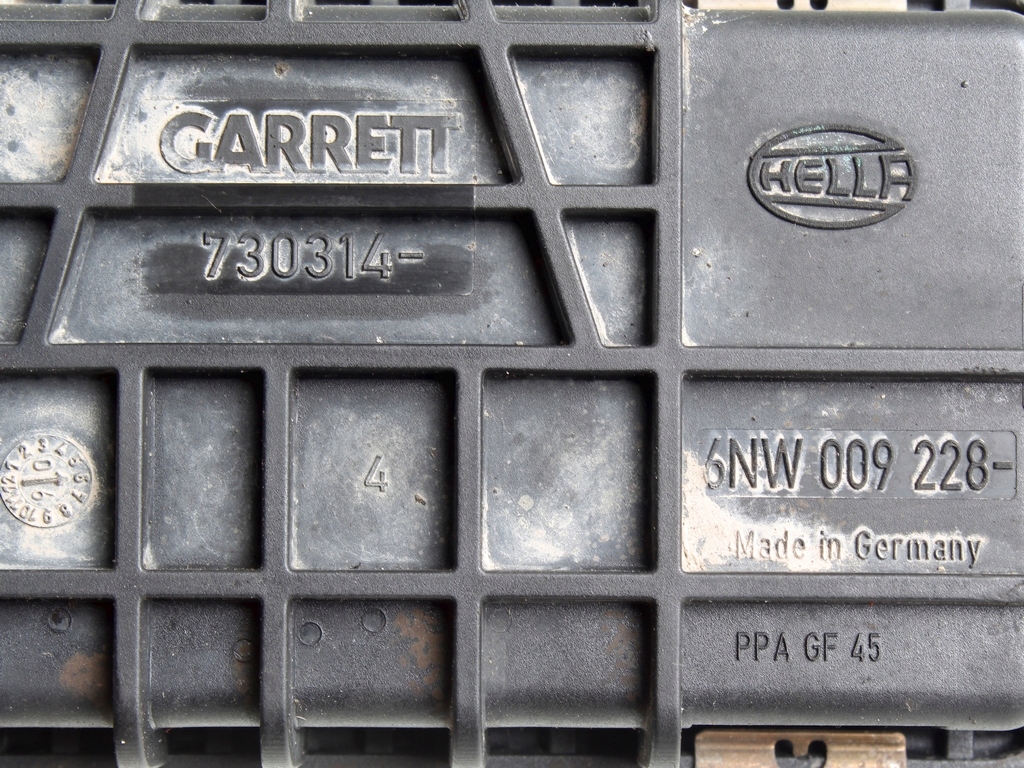 GARRETT
HELLA
730314-
4
6NW 009 228-
Made in Germany
PPA GF 45